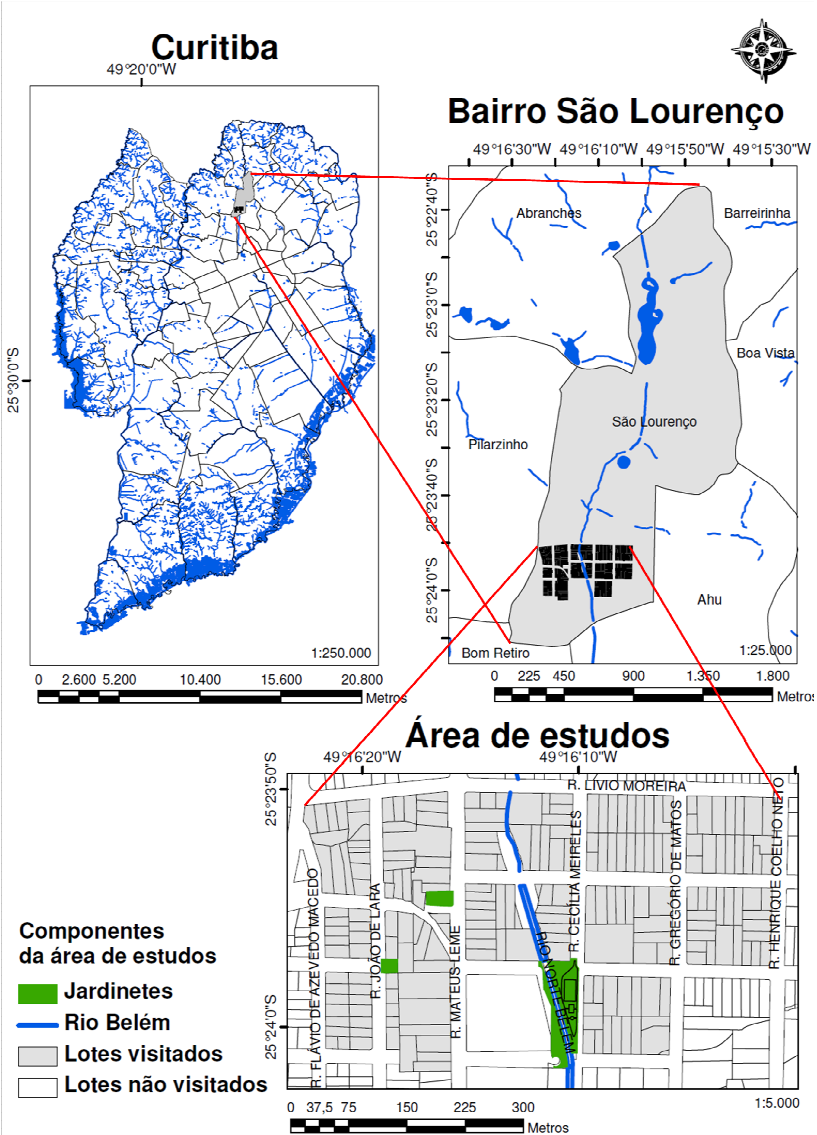 Curitiba
49°20'0"W
25°30'0"S
1:250.000
0 2.600 5.200 10.400 15.600 20.800
Metros
Bairro São Lourenço
49°16'30"W 49°16'10"W 49°15'50"W 49°15'30"W
25°22'40"S
25°23'0"S
25°23'20"S
25°23'40"S
25°24'0"S
Abranches
Barreirinha
Boa Vista
São Lourenço
Pilarzinho
Ahu
Bom Retiro
1:25.000
0 225 450 900 1.350 1.800
Metros
Área de estudos
49°16'20"W 49°16'10"W
25°23'50"S
25°24'0"S
R. LÍVIO MOREIRA
R. FLÁVIO DE AZEVEDO MACEDO
R. JOÃO DE LARA
R. MATEUS LEME
RIO NORTE BELÉM
R. CECÍLIA MEIRELES
R. GREGÓRIO DE MATOS
R. HENRIQUE COELHO NETO
1:5.000
0 37,5 75 150 225 300
Metros
Componentes
da área de estudos
Jardinetes
Rio Belém
Lotes visitados
Lotes não visitados